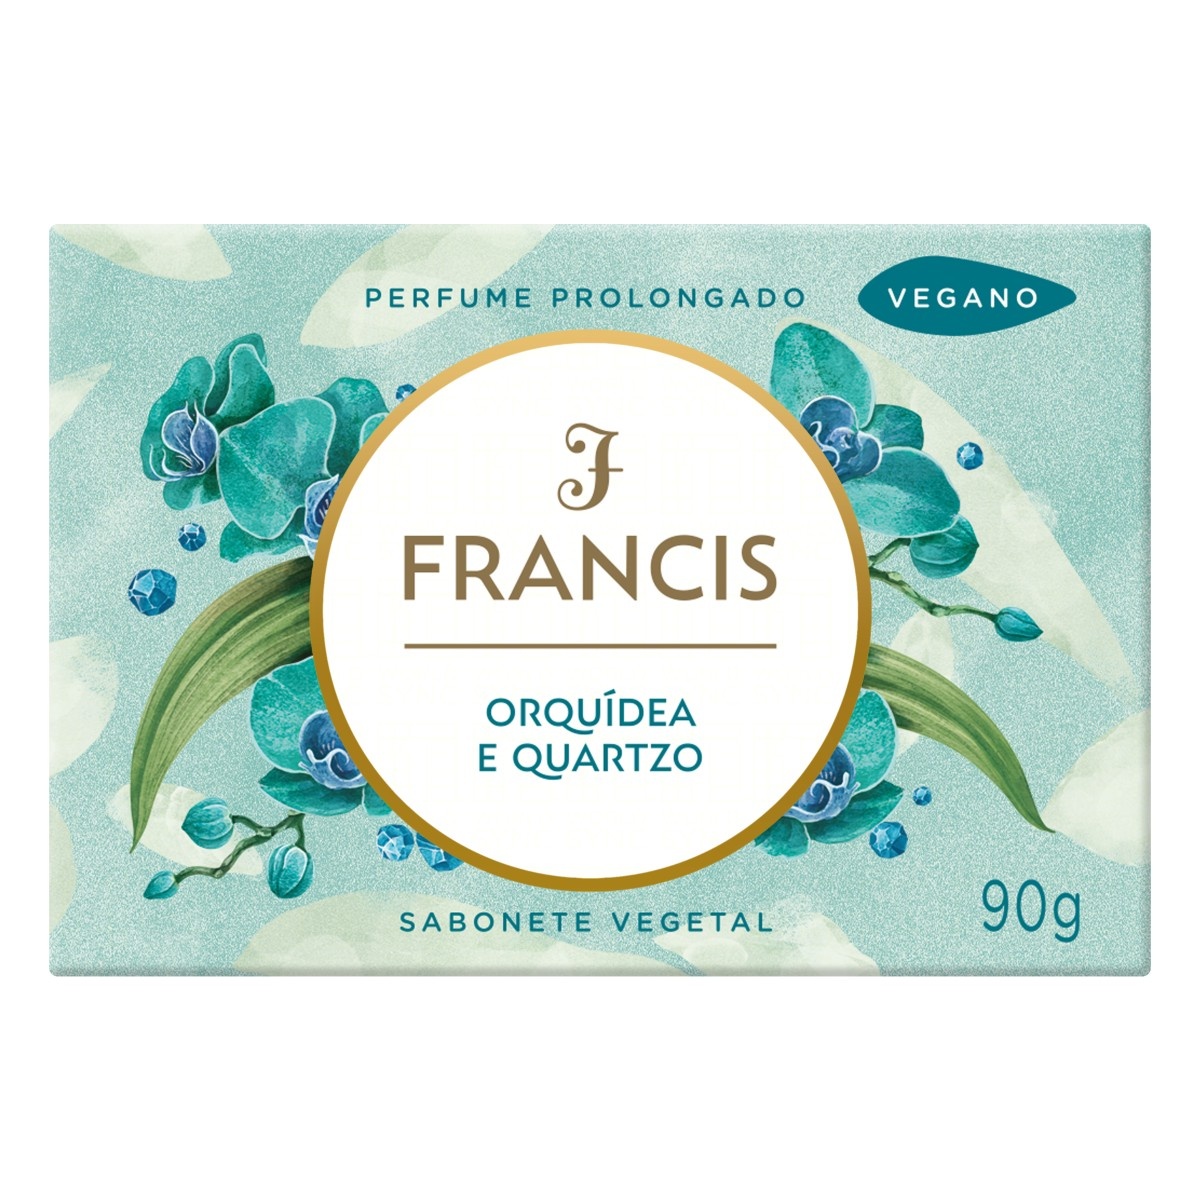 PERFUME PROLONGADO
VEGANO
F
FRANCIS
ORQUÍDEA
E QUARTZO
SABONETE VEGETAL
90g